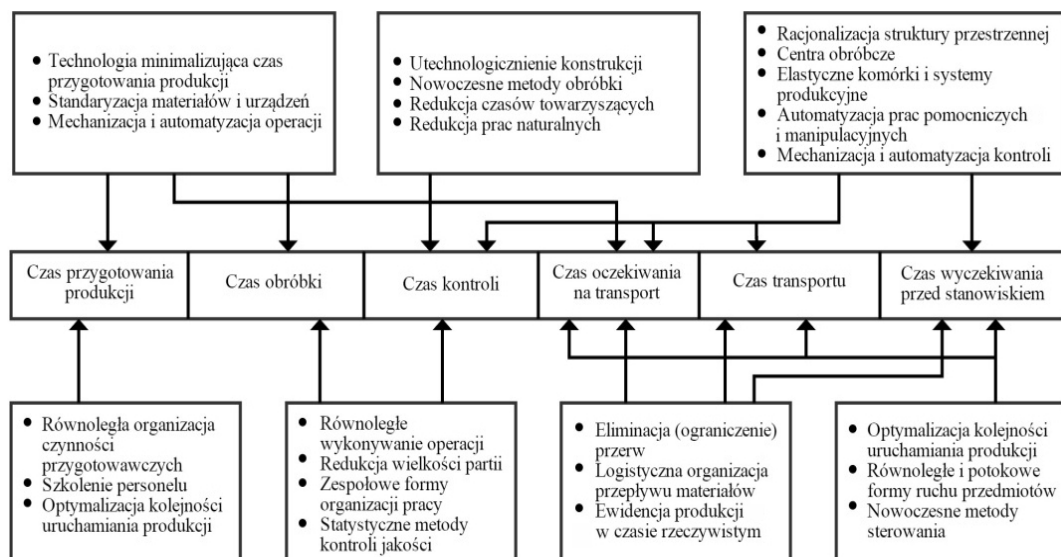 • Technologia minimalizująca czas
przygotowania produkcji
• Standaryzacja materiałów i urządzeń
• Mechanizacja i automatyzacja operacji
• Utechnologicznienie konstrukcji
• Nowoczesne metody obróbki
• Redukcja czasów towarzyszących
• Redukcja prac naturalnych
• Racjonalizacja struktury przestrzennej
• Centra obróbcze
• Elastyczne komórki i systemy
produkcyjne
• Automatyzacja prac pomocniczych
i manipulacyjnych
• Mechanizacja i automatyzacja kontroli
Czas przygotowania
produkcji
Czas obróbki
Czas kontroli
Czas oczekiwana
na transport
Czas transportu
Czas wyczekiwania
przed stanowiskiem
• Równoległa organizacja
czynności
przygotowawczych
• Szkolenie personelu
• Optymalizacja kolejności
uruchamiania produkcji
• Równoległe
wykonywanie operacji
• Redukcja wielkości partii
• Zespołowe formy
organizacji pracy
• Statystyczne metody
kontroli jakości
• Eliminacja (ograniczenie)
przerw
• Logistyczna organizacja
przepływu materiałów
• Ewidencja produkcji
w czasie rzeczywistym
• Optymalizacja kolejności
uruchamiania produkcji
• Równoległe i potokowe
formy ruchu przedmiotów
• Nowoczesne metody
sterowania